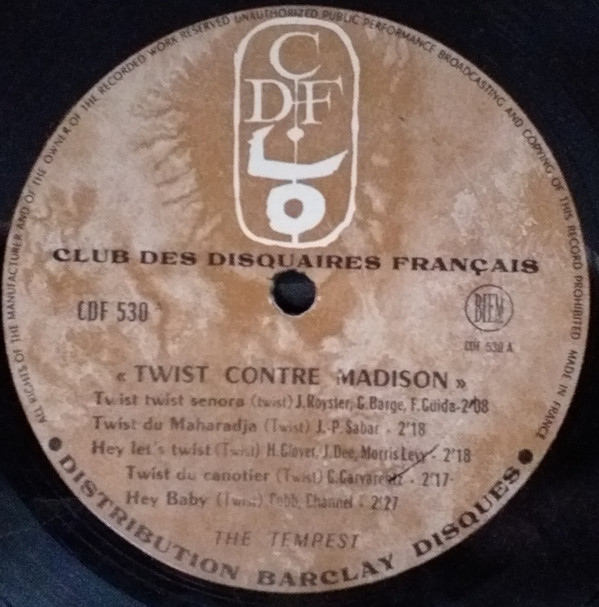 ALL RIGHTS OF THE MANUFACTURER AND OF THE OWNER OF THE RECORDED WORK RESERVED UNAUTHORIZED PUBLIC PERFORMANCE BROADCASTING AND COPYING OF THIS RECORD PROHIBITED MADE IN FRANCE
C
DF
CLUB DES DISQUAIRES FRANÇAIS
CDF 530
BIEM
CDF 530 A
« TWIST CONTRE MADISON »
Twist twist senora (twist) J. Royster, G. Barge, F. Guida-2'08
Twist du Maharadja (Twist) J.-P. Sabar - 2'18
Hey let's twist (Twist) H. Glover, J. Dee, Morris Levy - 2'18
Twist du canotier (Twist) G. Garvarentz - 2'17
Hey Baby (Twist) Cobb, Channel - 2'27
THE TEMPEST
DISTRIBUTION BARCLAY DISQUES